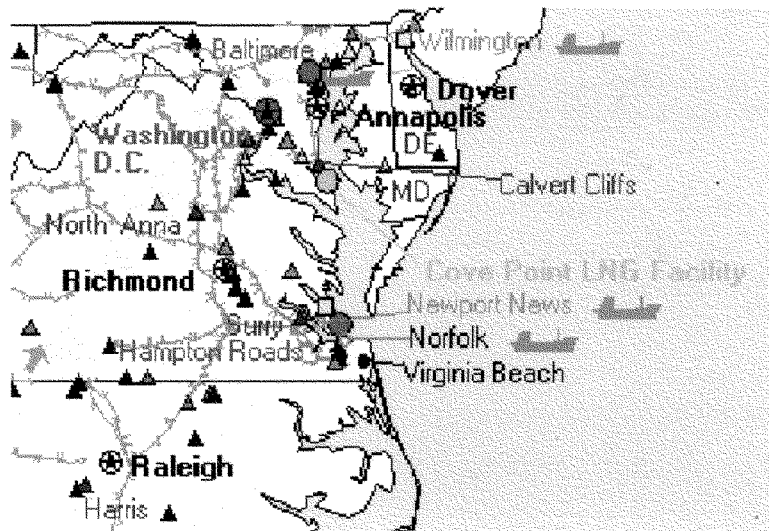 Baltimore
Wilmington
Dover
Annapolis
Washington
D.C.
DE
MD
Calvert Cliffs
North Anna
Richmond
Cove Point LNG Facility
Newport News
Surry
Norfolk
Hampton Roads
Virginia Beach
Raleigh
Harris